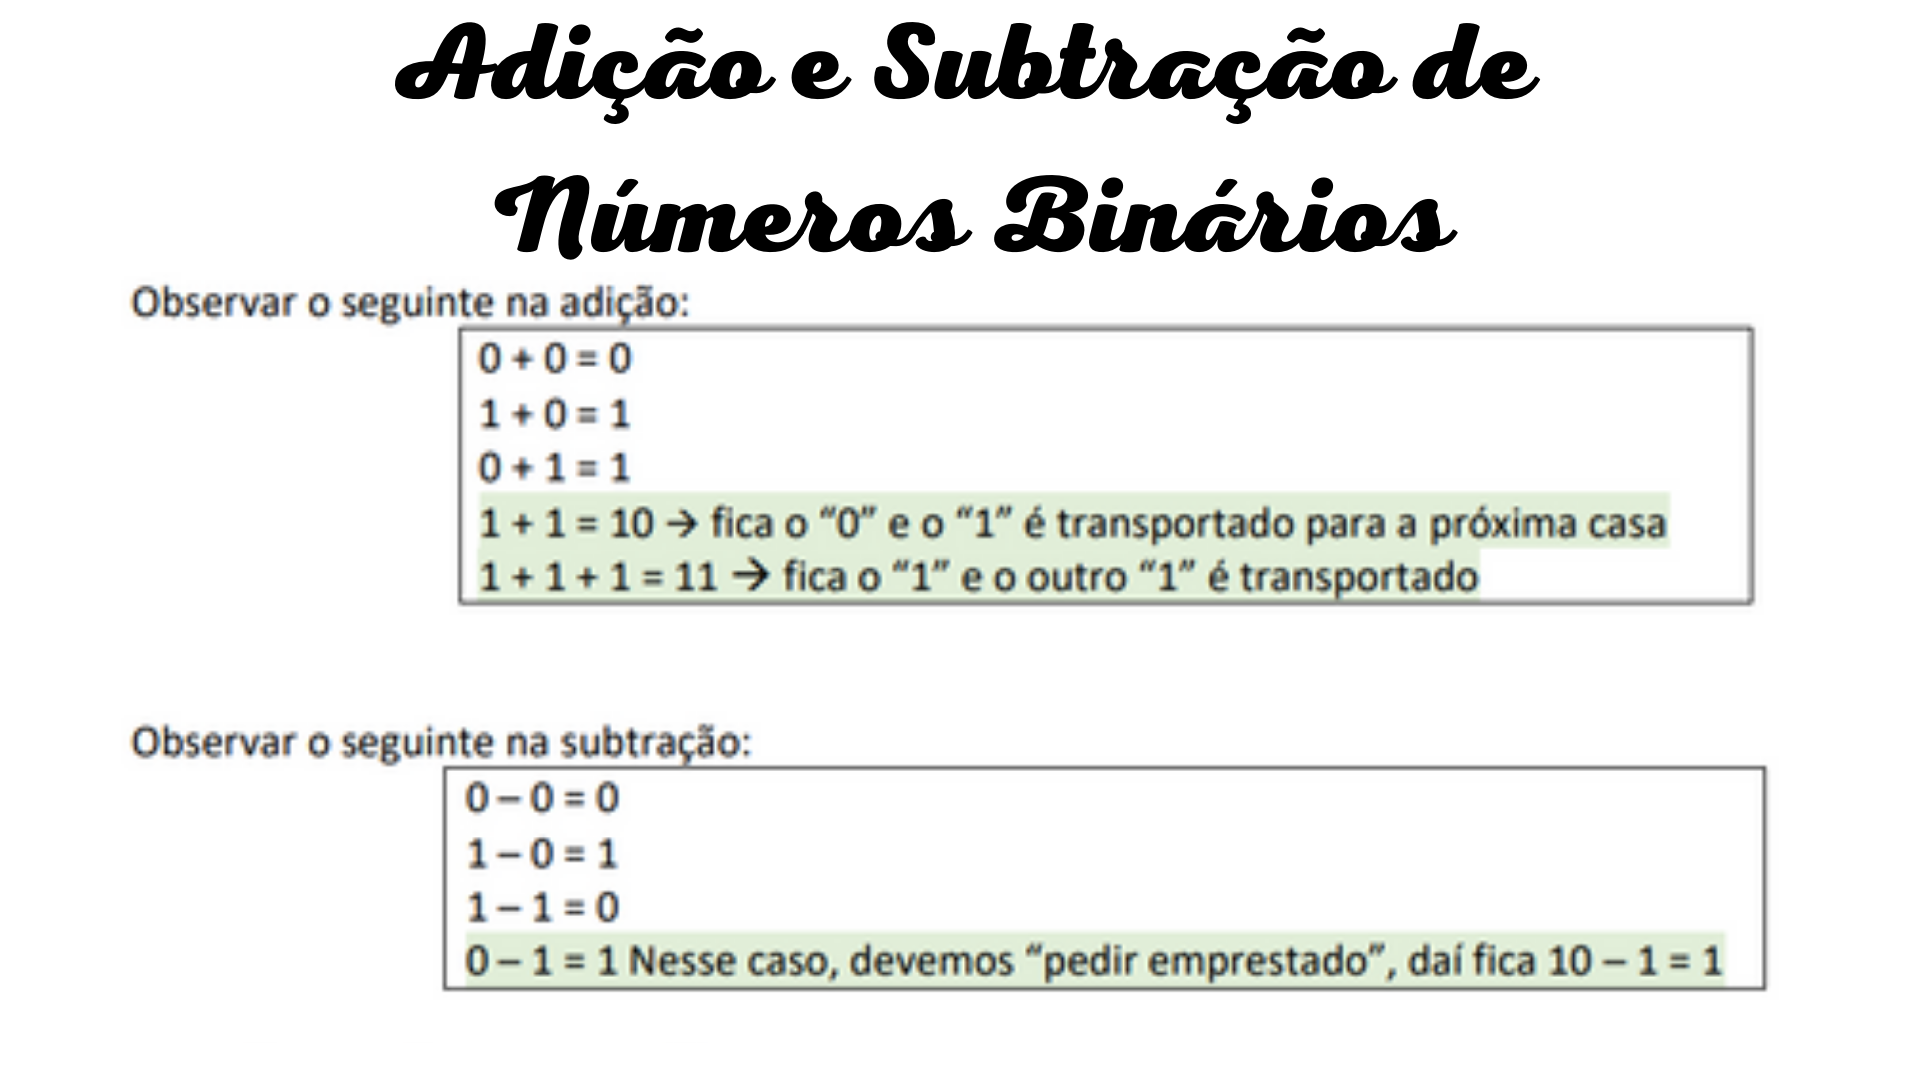 Adição e Subtração de
Números Binários
Observar o seguinte na adição:
0 + 0 = 0
1 + 0 = 1
0 + 1 = 1
1 + 1 = 10 → fica o “0” e o “1” é transportado para a próxima casa
1 + 1 + 1 = 11 → fica o “1” e o outro “1” é transportado
Observar o seguinte na subtração:
0 – 0 = 0
1 – 0 = 1
1 – 1 = 0
0 – 1 = 1 Nesse caso, devemos “pedir emprestado”, daí fica 10 – 1 = 1